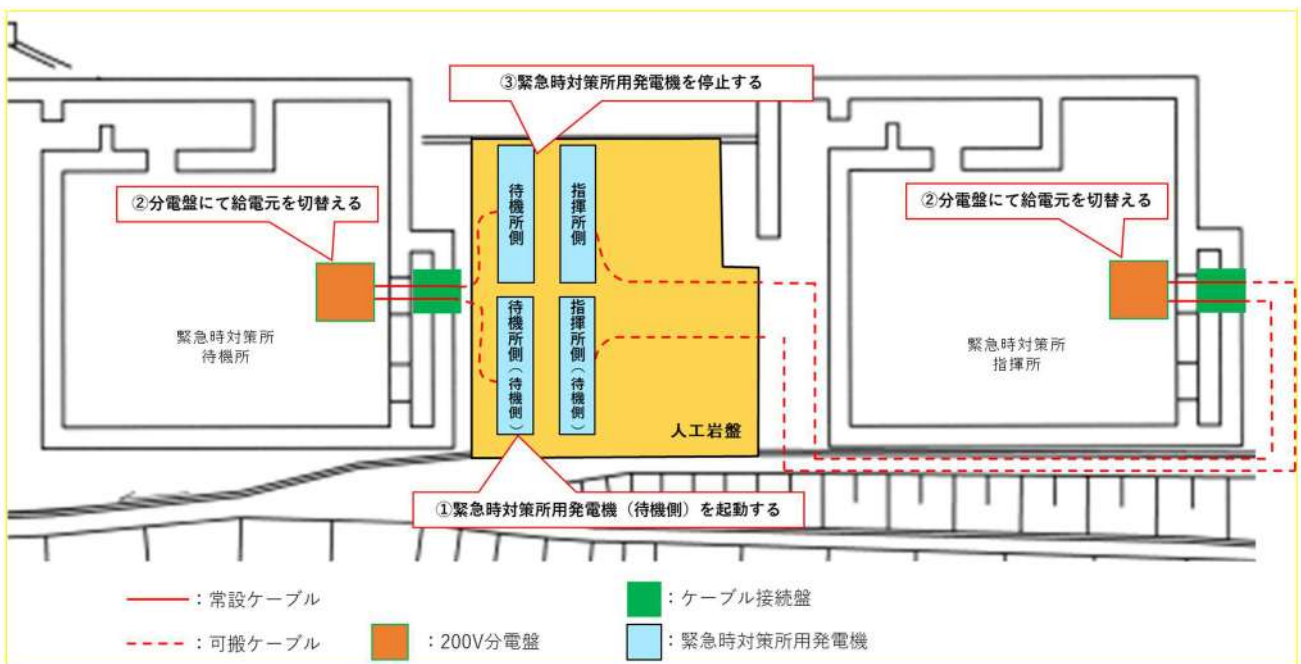 ③緊急時対策所用発電機を停止する
②分電盤にて給電元を切替える
②分電盤にて給電元を切替える
待機所側
指揮所側
待機所側(待機側)
指揮所側(待機側)
緊急時対策所
待機所
緊急時対策所
指揮所
人工岩盤
①緊急時対策所用発電機(待機側)を起動する
:常設ケーブル
:ケーブル接続盤
:可搬ケーブル
:200V分電盤
:緊急時対策所用発電機